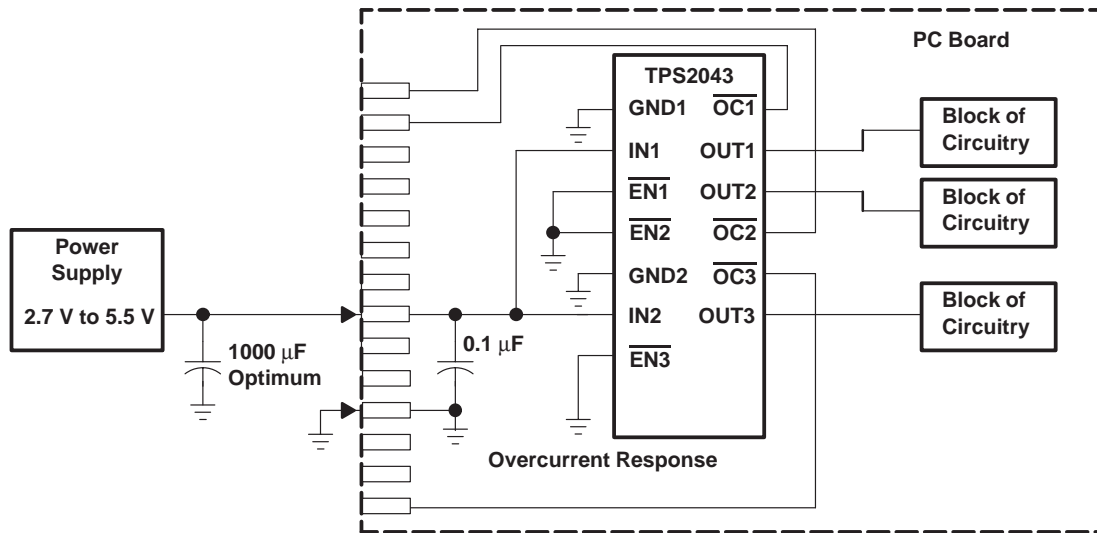 PC Board
TPS2043
GND1 OC1
IN1 OUT1
EN1 OUT2
EN2 OC2
GND2 OC3
IN2 OUT3
EN3
Block of
Circuitry
Block of
Circuitry
Block of
Circuitry
Power
Supply
2.7 V to 5.5 V
1000 μF
Optimum
0.1 μF
Overcurrent Response